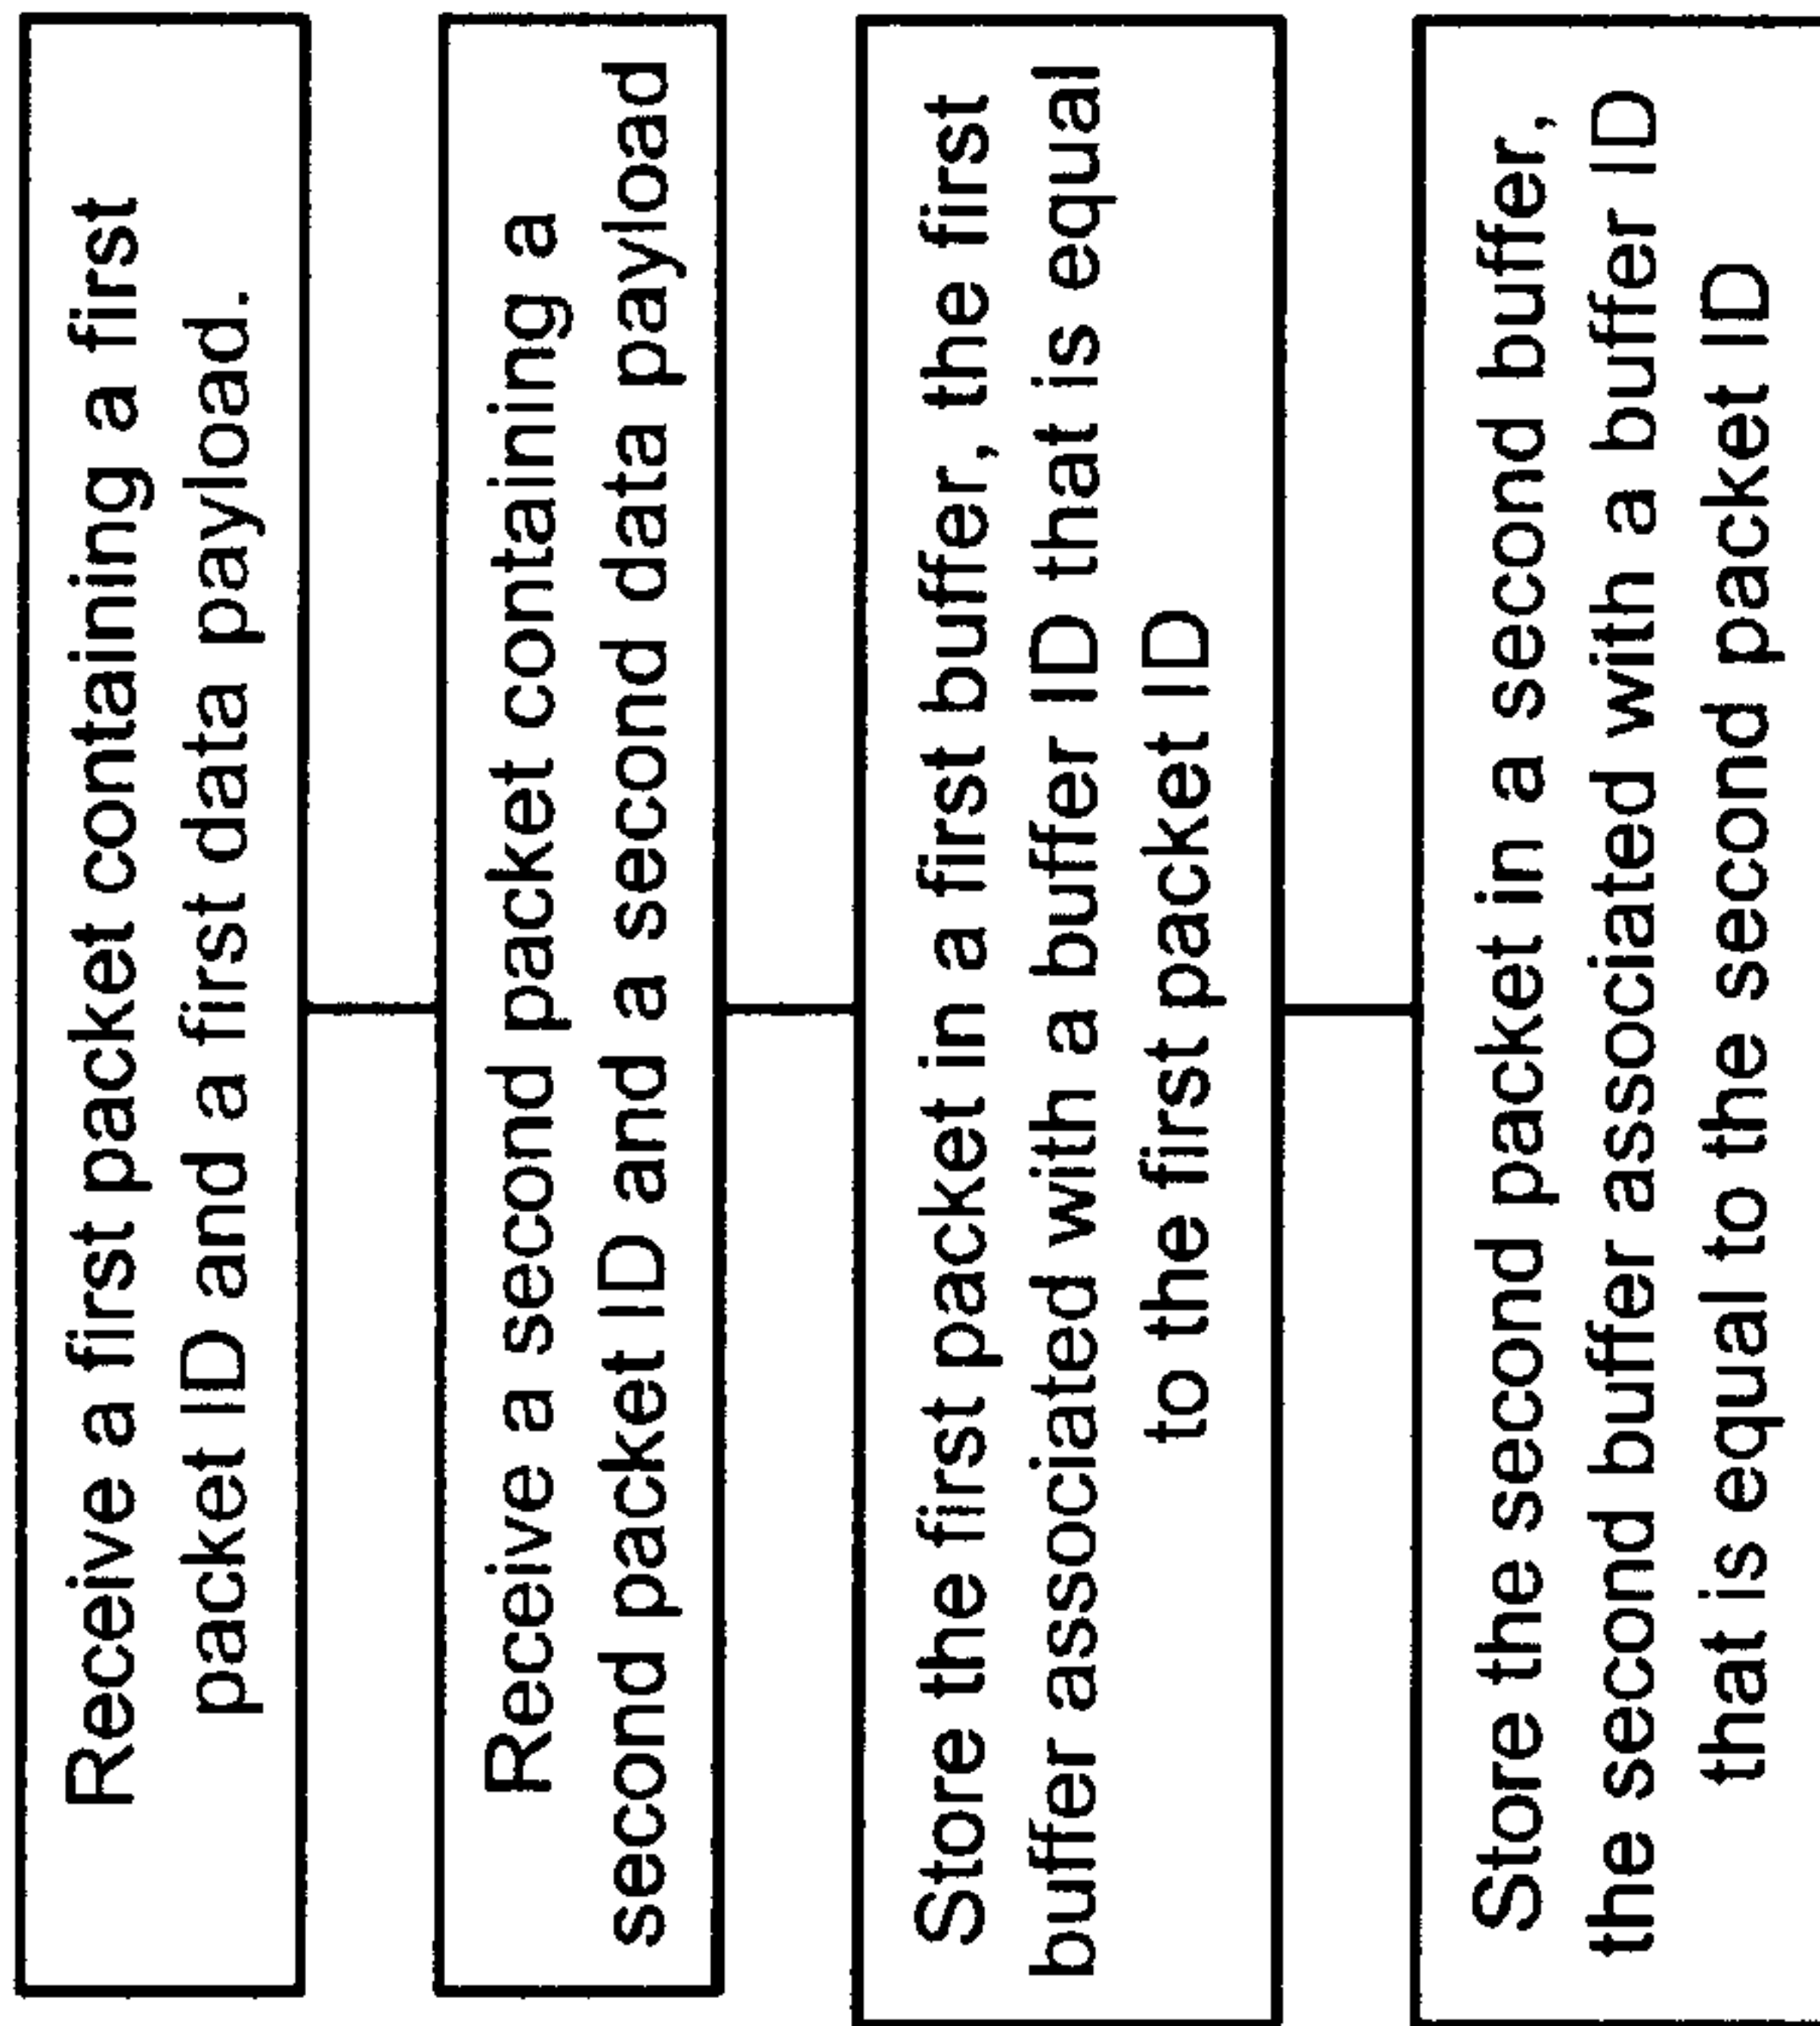 Receive a first packet containing a first
packet ID and a first data payload.
Receive a second packet containing a
second packet ID and a second data payload
Store the first packet in a first buffer, the first
buffer associated with a buffer ID that is equal
to the first packet ID
Store the second packet in a second buffer,
the second buffer associated with a buffer ID
that is equal to the second packet ID